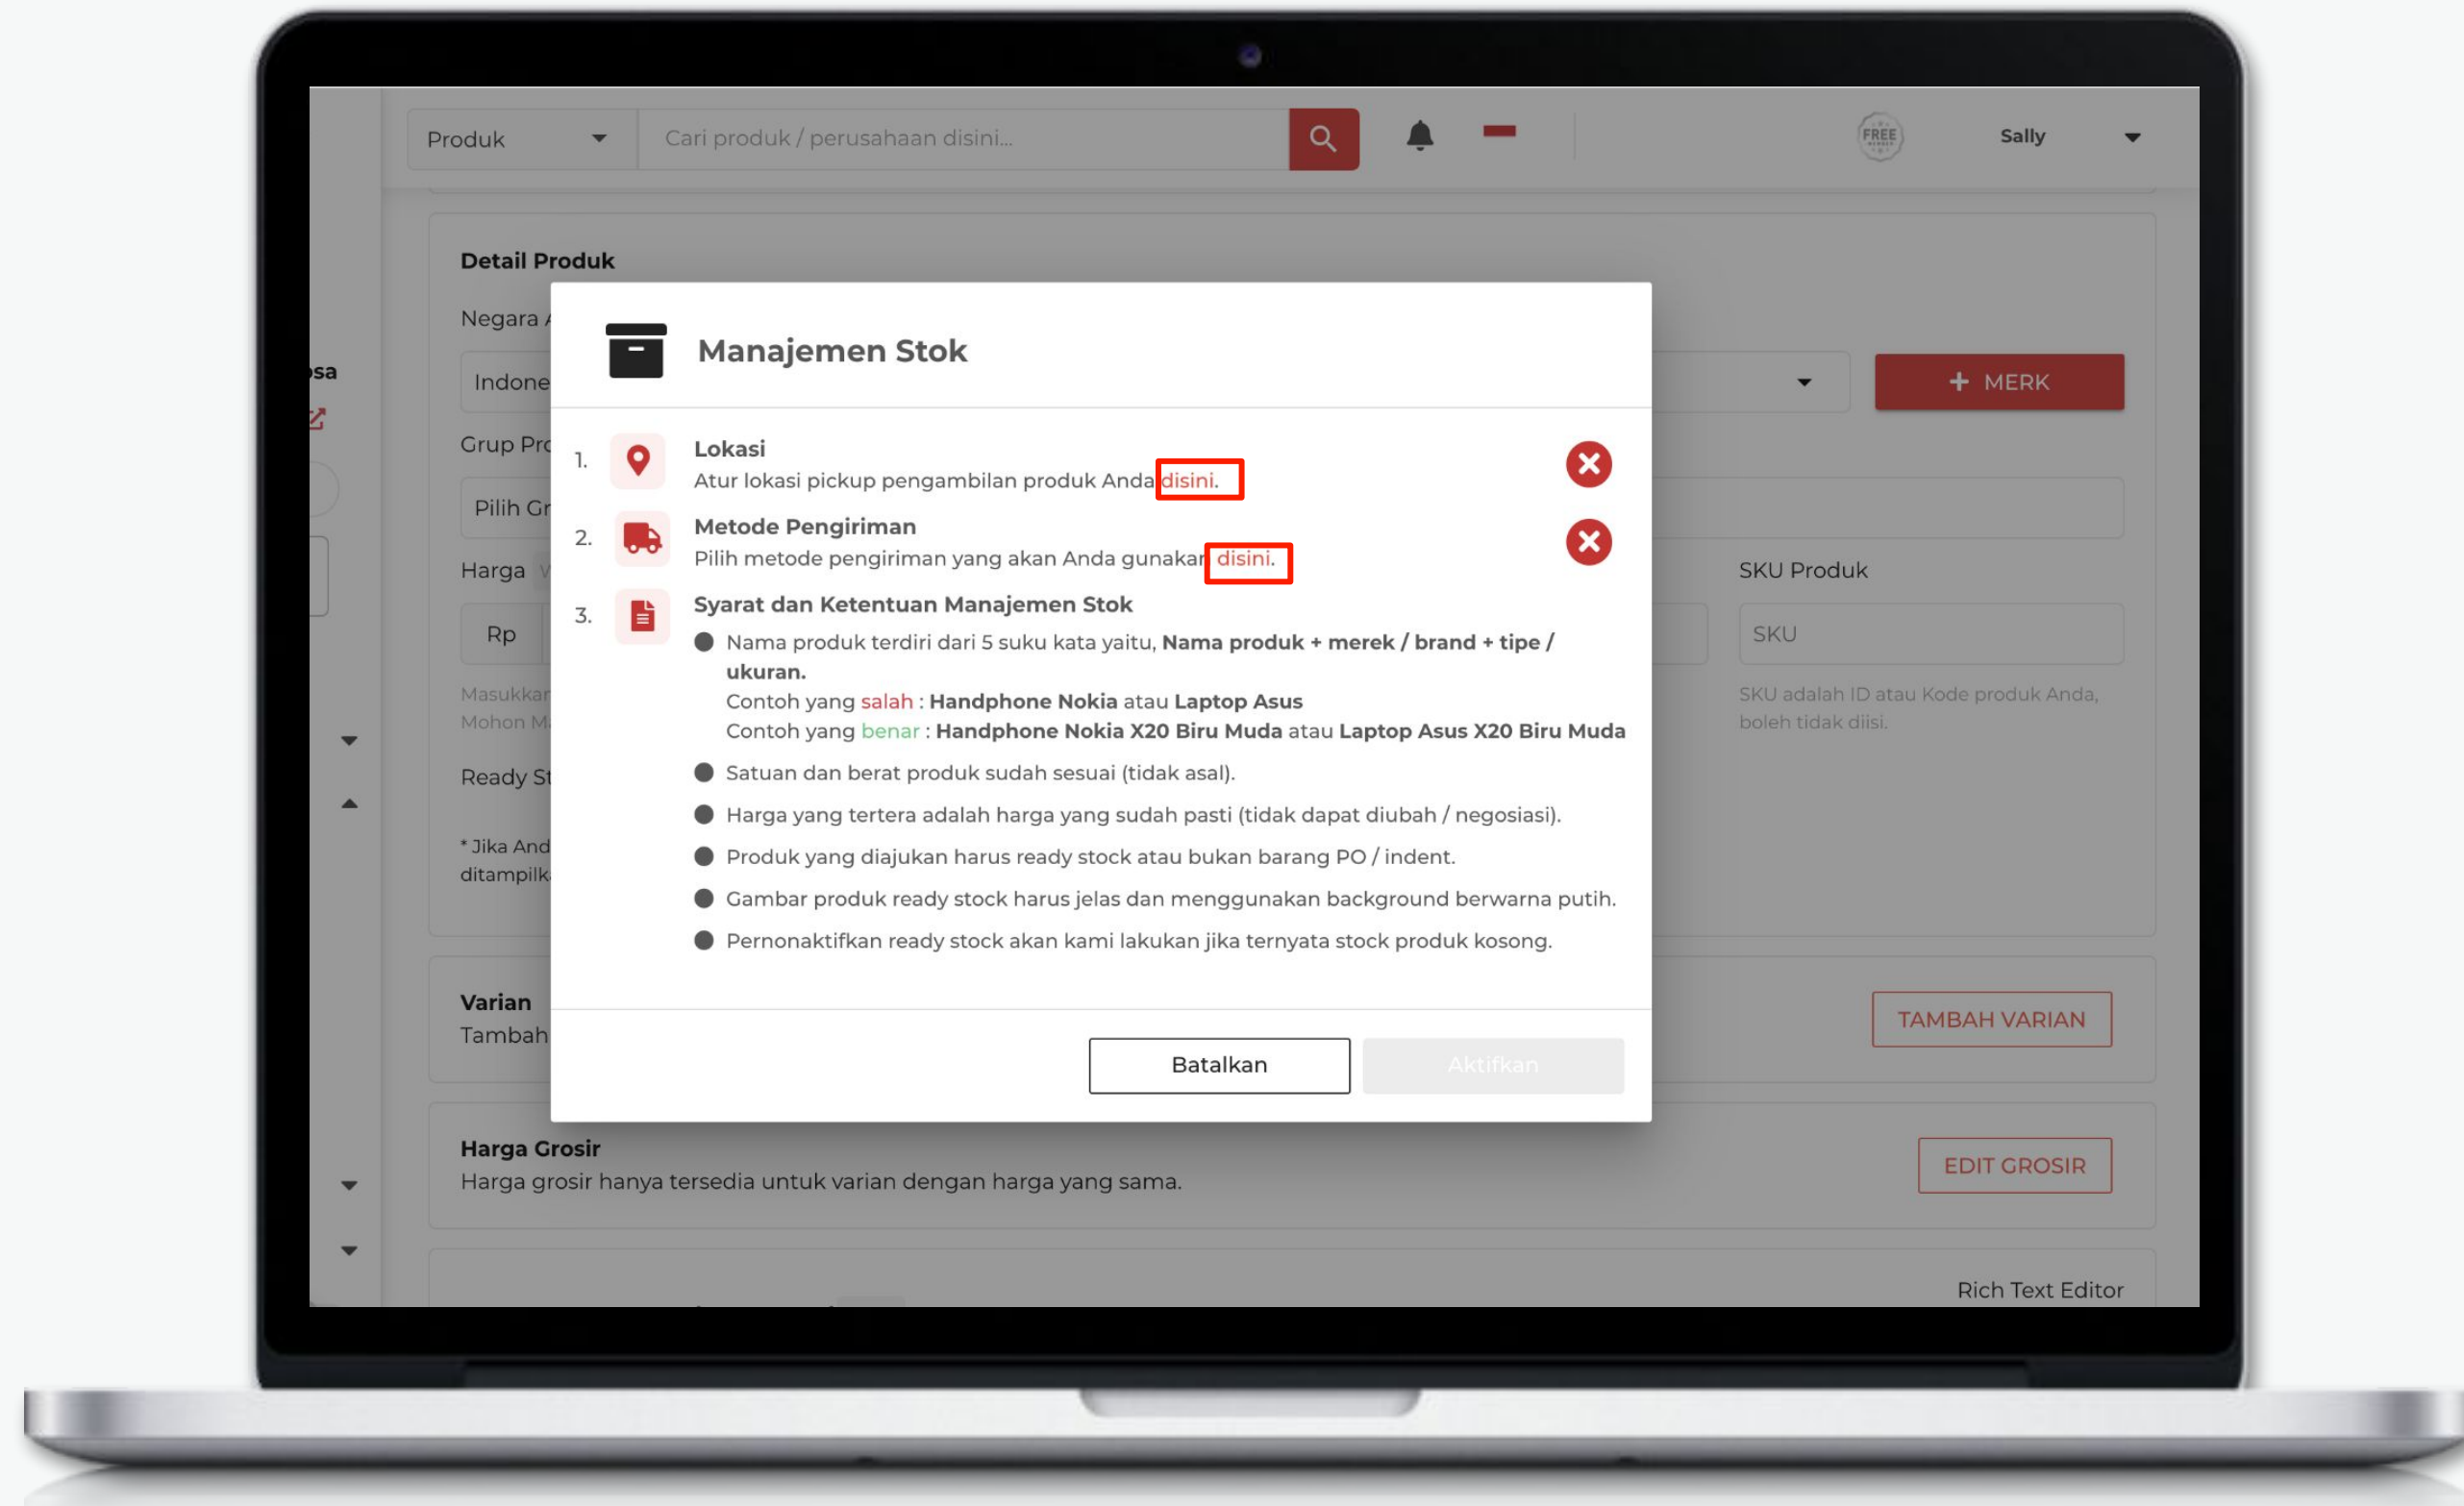 Produk
Cari produk / perusahaan disini...
FREE
Sally
Detail Produk
Negara
Indone
+ MERK
Grup Pro
Pilih Gr
Harga
SKU Produk
Rp
SKU
Masukkan
Mohon M
SKU adalah ID atau Kode produk Anda,
boleh tidak diisi.
Ready St
* Jika And
ditampilk
Manajemen Stok
1. Lokasi
Atur lokasi pickup pengambilan produk Anda disini.
2. Metode Pengiriman
Pilih metode pengiriman yang akan Anda gunakan disini.
3. Syarat dan Ketentuan Manajemen Stok
Nama produk terdiri dari 5 suku kata yaitu, Nama produk + merek / brand + tipe /
ukuran.
Contoh yang salah : Handphone Nokia atau Laptop Asus
Contoh yang benar : Handphone Nokia X20 Biru Muda atau Laptop Asus X20 Biru Muda
Satuan dan berat produk sudah sesuai (tidak asal).
Harga yang tertera adalah harga yang sudah pasti (tidak dapat diubah / negosiasi).
Produk yang diajukan harus ready stock atau bukan barang PO / indent.
Gambar produk ready stock harus jelas dan menggunakan background berwarna putih.
Pernonaktifkan ready stock akan kami lakukan jika ternyata stock produk kosong.
Batalkan
Aktifkan
Varian
Tambah
TAMBAH VARIAN
Harga Grosir
Harga grosir hanya tersedia untuk varian dengan harga yang sama.
EDIT GROSIR
Rich Text Editor